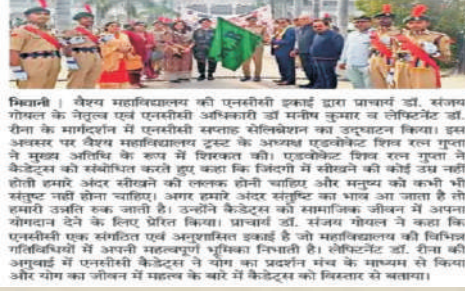 भिवानी | वैश्य महाविद्यालय की एनसीसी इकाई द्वारा प्राचार्य डॉ. संजय
गोयल के नेतृत्व एवं एनसीसी अधिकारी डॉ मनीष कुमार व लेफ्टिनेंट डॉ.
रीना के मार्गदर्शन में एनसीसी सप्ताह सेलिब्रेशन का उद्घाटन किया। इस
अवसर पर वैश्य महाविद्यालय ट्रस्ट के अध्यक्ष एडवोकेट शिव रत्न गुप्ता
ने मुख्य अतिथि के रूप में शिरकत की। एडवोकेट शिव रत्न गुप्ता ने
कैडेट्स को संबोधित करते हुए कहा कि जिंदगी में सीखने की कोई उम्र नहीं
होती हमारे अंदर सीखने की ललक होनी चाहिए और मनुष्य को कभी भी
संतुष्ट नहीं होना चाहिए। अगर हमारे अंदर संतुष्टि का भाव आ जाता है तो
हमारी उन्नति रुक जाती है। उन्होंने कैडेट्स को सामाजिक जीवन में अपना
योगदान देने के लिए प्रेरित किया। प्राचार्य डॉ. संजय गोयल ने कहा कि
एनसीसी एक संगठित एवं अनुशासित इकाई है जो महाविद्यालय की विभिन्न
गतिविधियों में अपनी महत्वपूर्ण भूमिका निभाती है। लेफ्टिनेंट डॉ. रीना की
अगुवाई में एनसीसी कैडेट्स ने योग का प्रदर्शन मंच के माध्यम से किया
और योग का जीवन में महत्व के बारे में कैडेट्स को विस्तार से बताया।